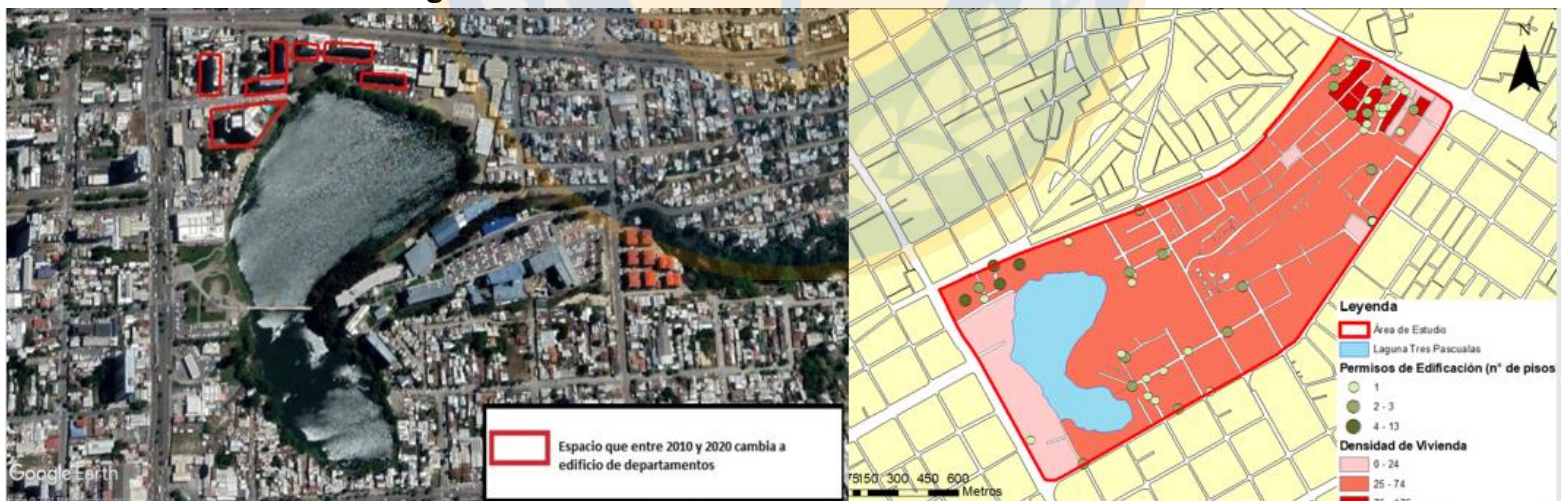 Google Earth
Espacio que entre 2010 y 2020 cambia a
edificio de departamentos
N
Leyenda
Área de Estudio
Laguna Tres Pascualas
Permisos de Edificación (n° de pisos
1
2 - 3
4 - 13
Densidad de Vivienda
0 - 24
25 - 74
75150 300 450 600
Metros